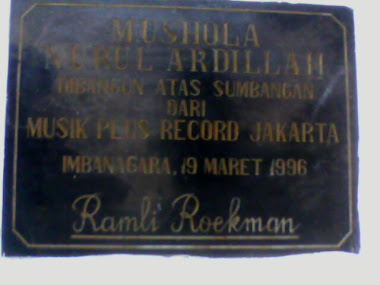 MUSHOLA
NURUL ARDILLAH
DIBANGUN ATAS SUMBANGAN
DARI
MUSIK PLUS RECORD JAKARTA
IMBANAGARA, 19 MARET 1996
Ramli Roekman